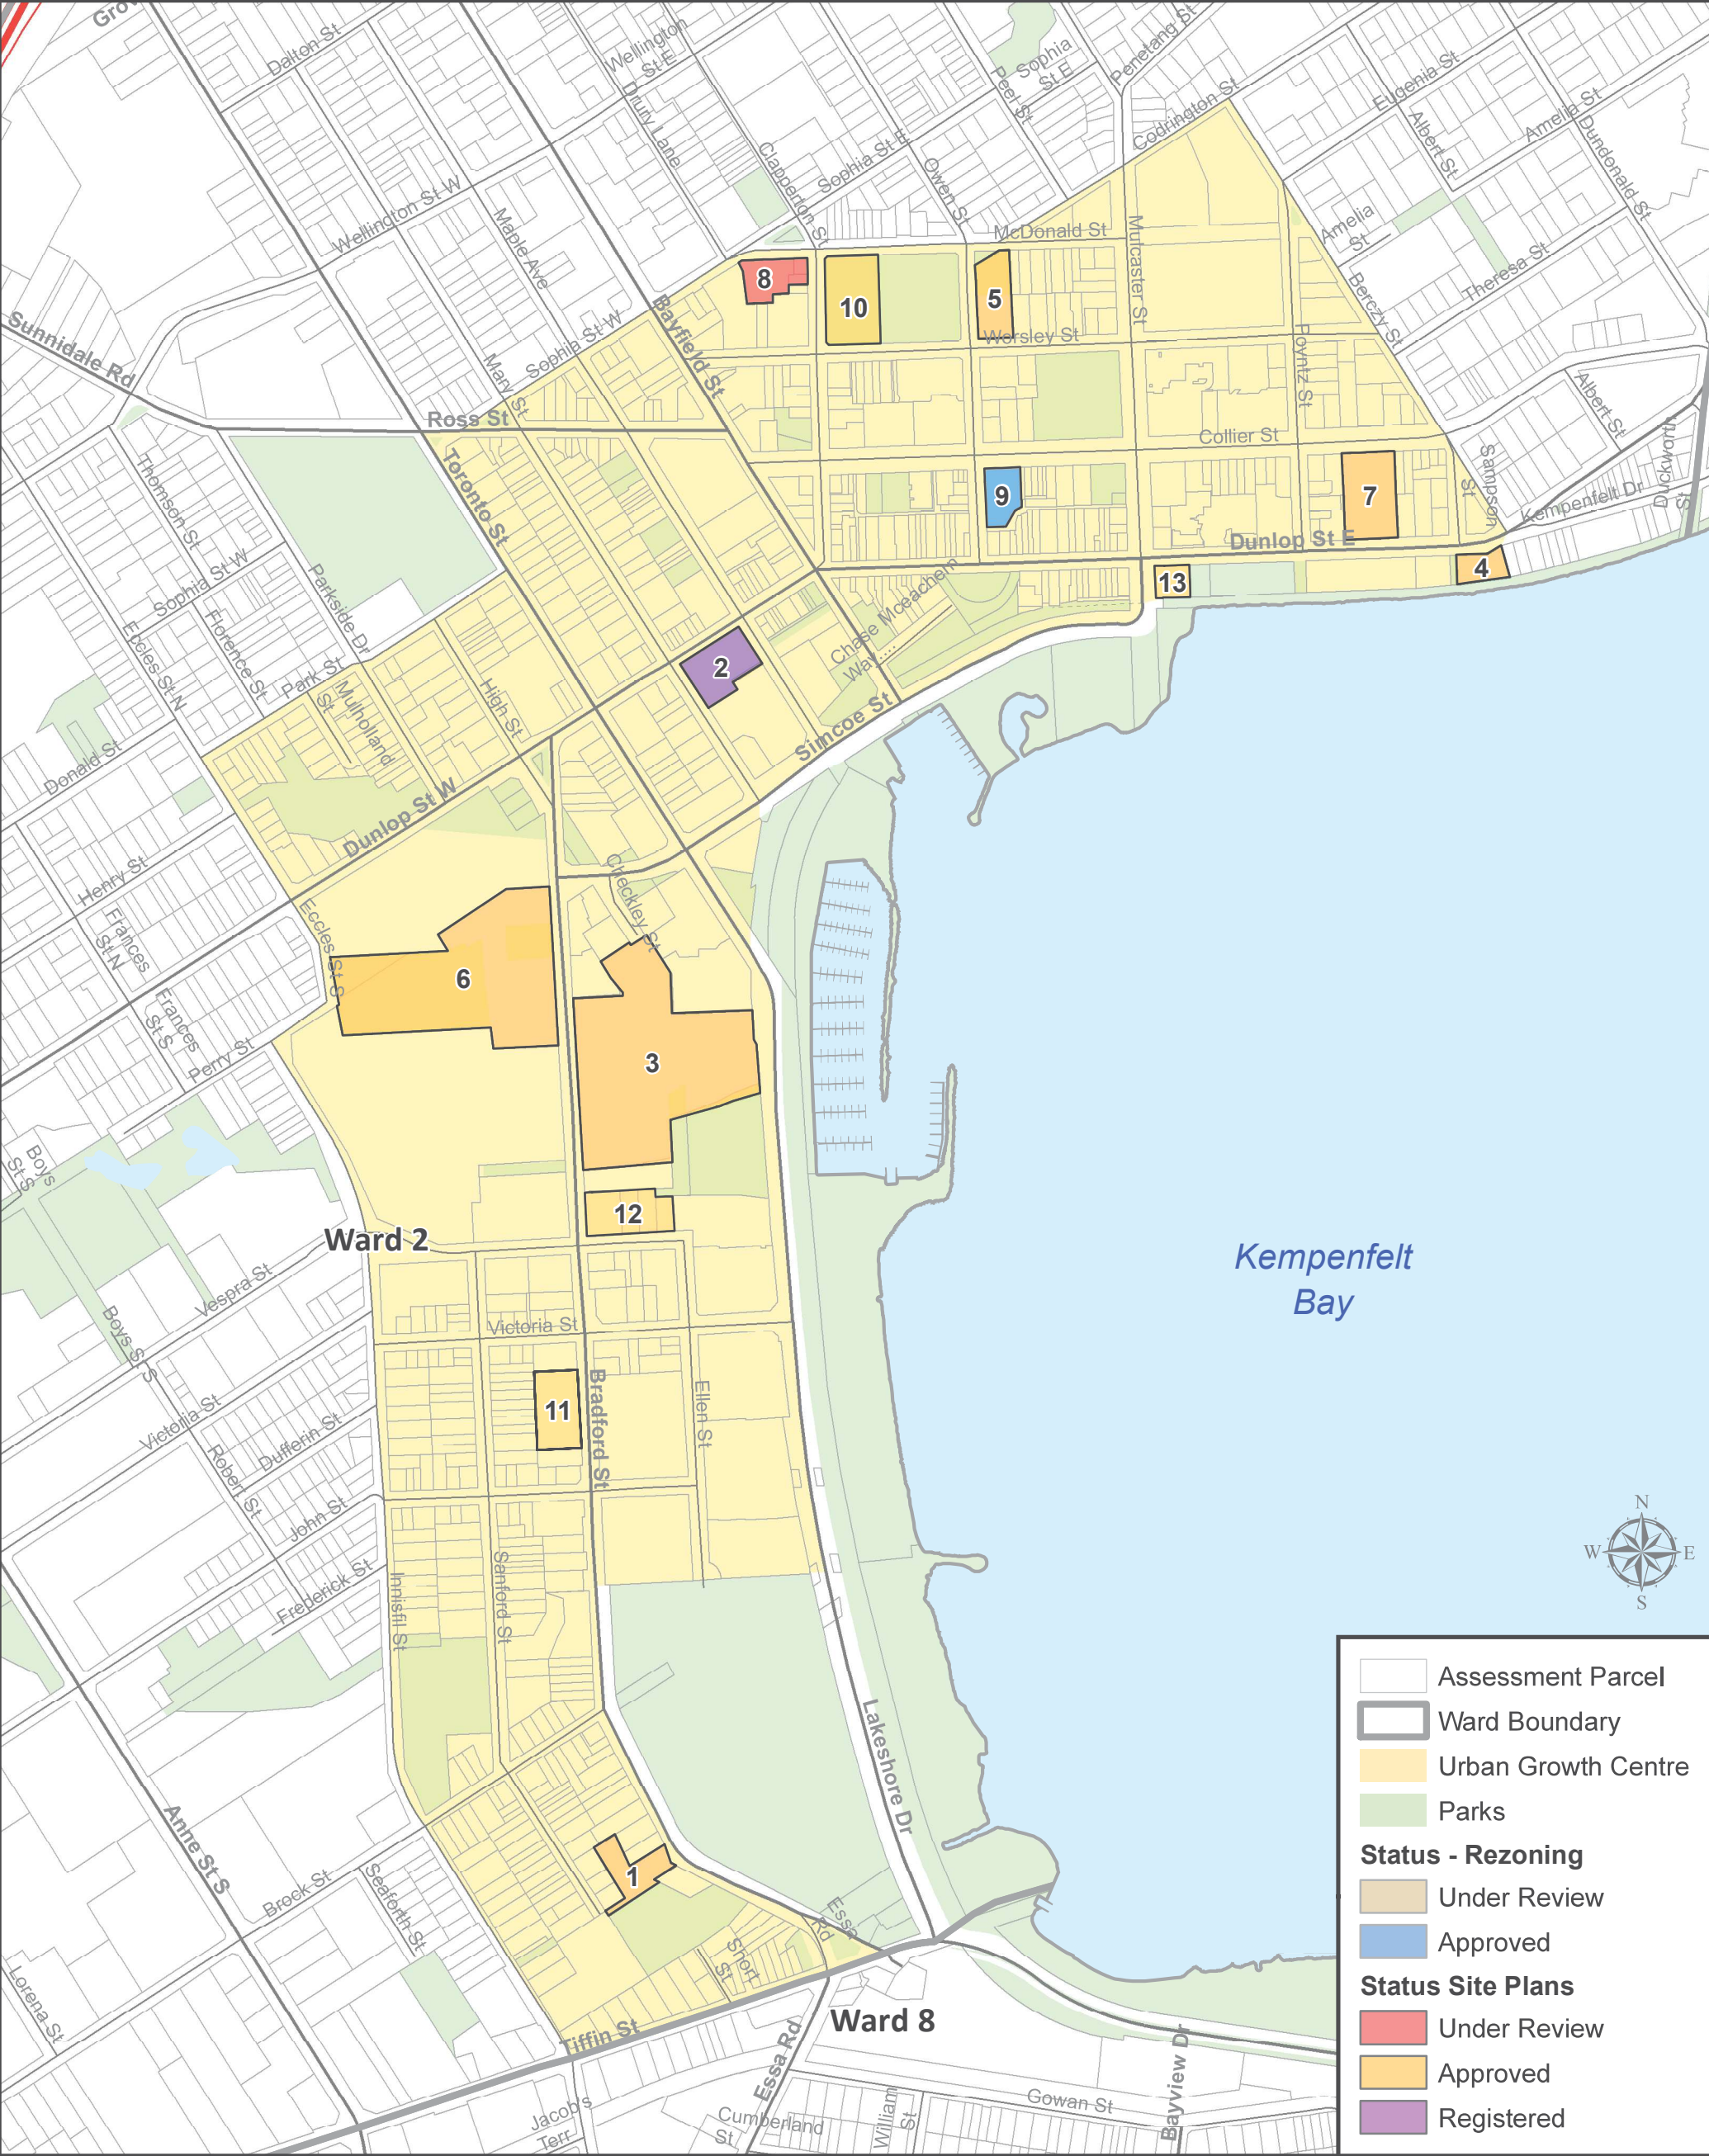 Gro
Dalton St
Wellington
St E
Drury Lane
Sophia
St E
Peel St
Penetang St
Codrington St
Eugenia St
Albert St
Amelia St
Dundonald St
Wellington St W
Maple Ave
Clapperton St
Sophia St E
Owen St
McDonald St
Mulcaster St
Amelia
St
Theresa St
Berczy St
Sunnidale Rd
Mary St
Sophia St W
Bayfield St
8
10
5
Worsley St
Poyntz St
Ross St
Toronto St
Collier St
Albert St
Duckworth
St
Sampson
St
Kempenfelt Dr
9
7
Dunlop St E
4
13
Thomson St
Sophia St W
Parkside Dr
Florence St
Eccles St N
Park St
Mulholland
St
High St
2
Chase Mceachern
Way
Simcoe St
Donald St
Dunlop St W
Henry St
Frances
St N
Eccles St S
Checkley St
6
3
Frances
St S
Perry St
Boys
St S
12
Ward 2
Kempenfelt
Bay
Vespra St
Boys S. S
Victoria St
11
Bradford St
Ellen St
Victoria St
Dufferin St
Robert St
John St
Frederick St
Innisfil St
Sanford St
N
W
E
S
Lakeshore Dr
Anne St S
Brock St
Seaforth St
1
Essa
Rd
Short
St
Lorena St
Tiffin St
Ward 8
Essa Rd
Bayview Dr
Gowan St
Jacob's
Terr
Cumberland
St
William
St
Assessment Parcel
Ward Boundary
Urban Growth Centre
Parks
Status - Rezoning
Under Review
Approved
Status Site Plans
Under Review
Approved
Registered